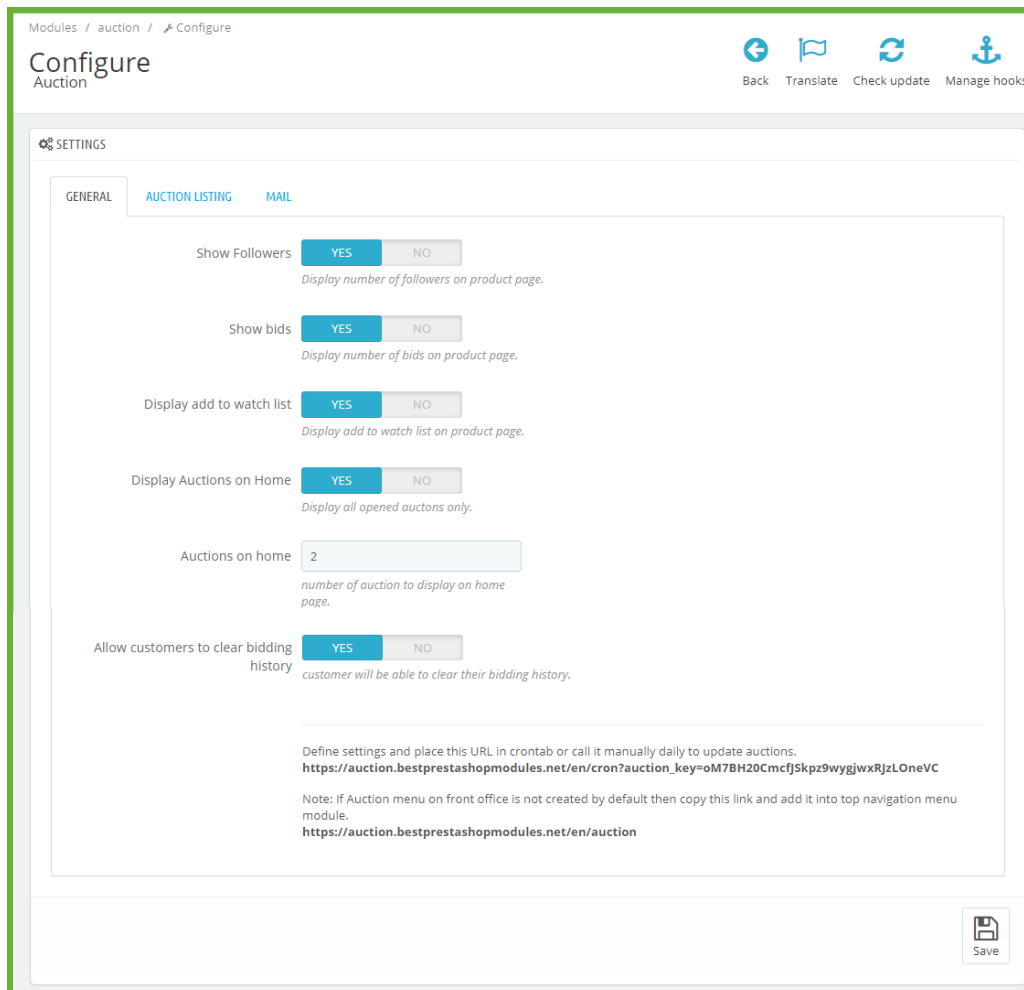 Modules / auction / Configure
Configure
Auction
Back
Translate
Check update
Manage hooks
SETTINGS
GENERAL
AUCTION LISTING
MAIL
Show Followers YES NO
Display number of followers on product page.
Show bids YES NO
Display number of bids on product page.
Display add to watch list YES NO
Display add to watch list on product page.
Display Auctions on Home YES NO
Display all opened auctons only.
Auctions on home 2
number of auction to display on home
page.
Allow customers to clear bidding YES NO
history
customer will be able to clear their bidding history.
Define settings and place this URL in crontab or call it manually daily to update auctions.
https://auction.bestprestashopmodules.net/en/cron?auction_key=oM7BH20CmcfJSkpz9wygjwxRJzLOneVC
Note: If Auction menu on front office is not created by default then copy this link and add it into top navigation menu
module.
https://auction.bestprestashopmodules.net/en/auction
Save